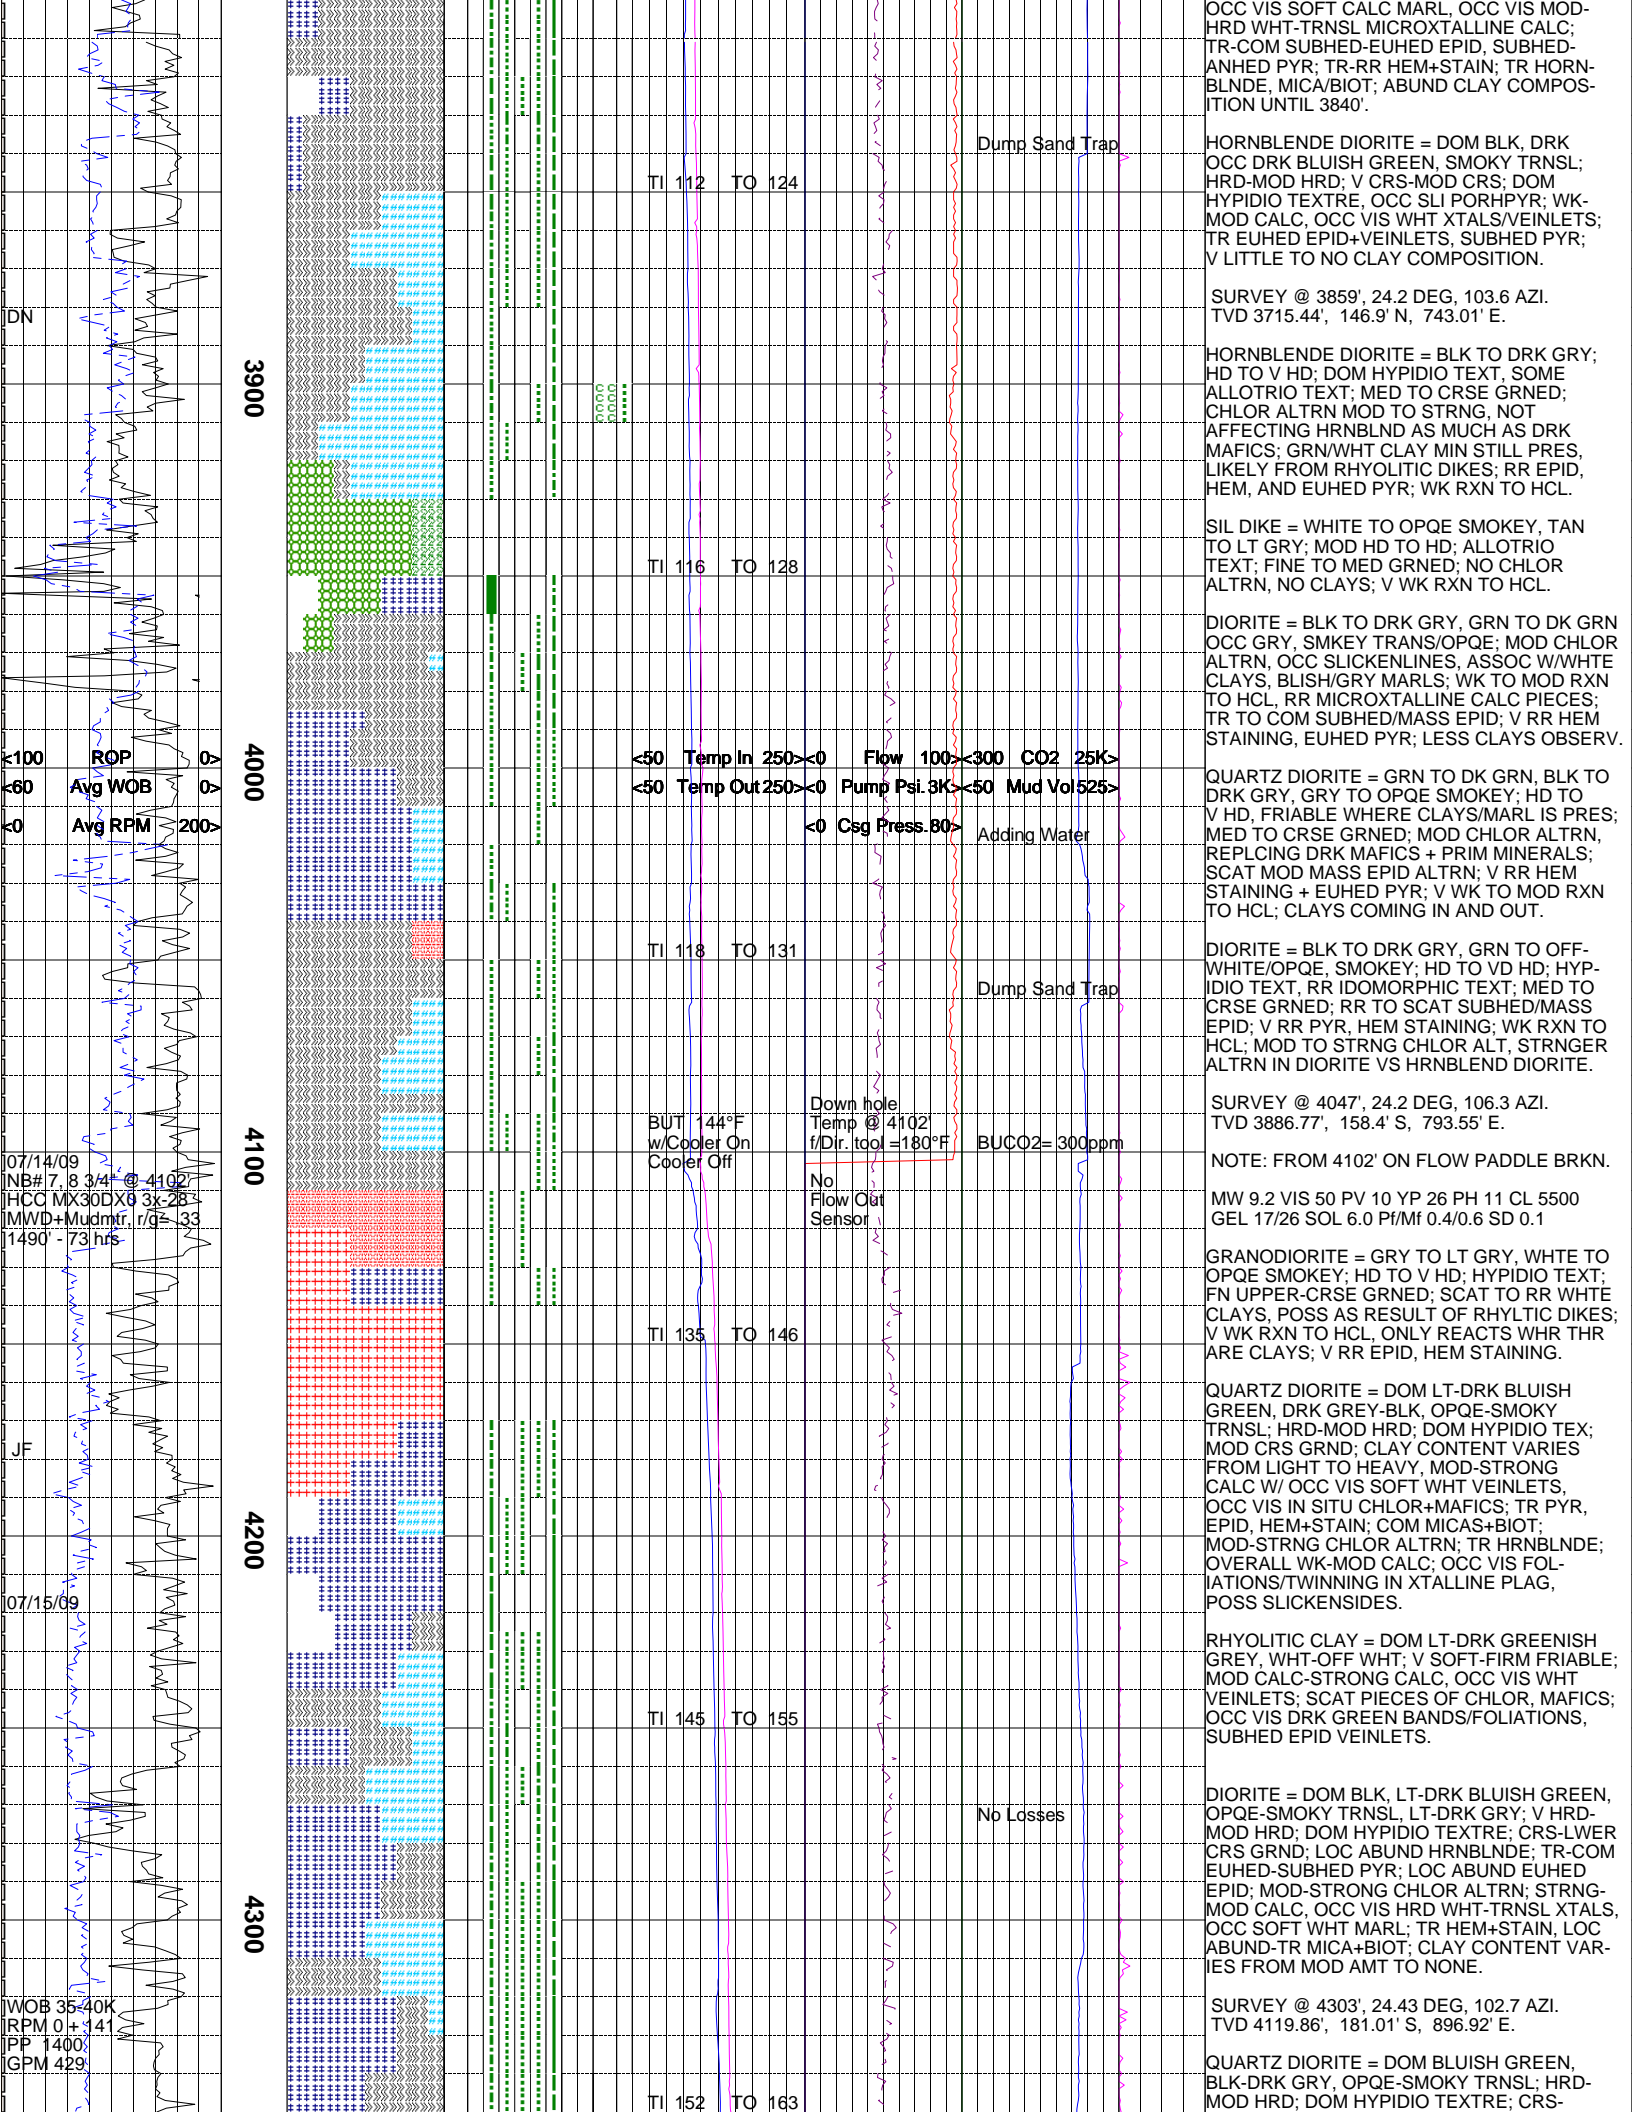 OCC VIS SOFT CALC MARL, OCC VIS MOD-
HRD WHT-TRNSL MICROXTALLINE CALC;
TR-COM SUBHED-EUHED EPID, SUBHED-
ANHED PYR; TR-RR HEM+STAIN; TR HORN-
BLNDE, MICA/BIOT; ABUND CLAY COMPOS-
ITION UNTIL 3840'.
HORNBLENDE DIORITE = DOM BLK, DRK
OCC DRK BLUISH GREEN, SMOKY TRNSL;
HRD-MOD HRD; V CRS-MOD CRS; DOM
HYPIDIO TEXTRE, OCC SLI PORHPYR; WK-
MOD CALC, OCC VIS WHT XTALS/VEINLETS;
TR EUHED EPID+VEINLETS, SUBHED PYR;
V LITTLE TO NO CLAY COMPOSITION.
SURVEY @ 3859', 24.2 DEG, 103.6 AZI.
TVD 3715.44', 146.9' N, 743.01' E.
HORNBLENDE DIORITE = BLK TO DRK GRY;
HD TO V HD; DOM HYPIDIO TEXT, SOME
ALLOTRIO TEXT; MED TO CRSE GRNED;
CHLOR ALTRN MOD TO STRNG, NOT
AFFECTING HRNBLND AS MUCH AS DRK
MAFICS; GRN/WHT CLAY MIN STILL PRES,
LIKELY FROM RHYOLITIC DIKES; RR EPID,
HEM, AND EUHED PYR; WK RXN TO HCL.
SIL DIKE = WHITE TO OPQE SMOKEY, TAN
TO LT GRY; MOD HD TO HD; ALLOTRIO
TEXT; FINE TO MED GRNED; NO CHLOR
ALTRN, NO CLAYS; V WK RXN TO HCL.
DIORITE = BLK TO DRK GRY, GRN TO DK GRN
OCC GRY, SMKEY TRANS/OPQE; MOD CHLOR
ALTRN, OCC SLICKENLINES, ASSOC W/WHTE
CLAYS, BLISH/GRY MARLS; WK TO MOD RXN
TO HCL, RR MICROXTALLINE CALC PIECES;
TR TO COM SUBHED/MASS EPID; V RR HEM
STAINING, EUHED PYR; LESS CLAYS OBSERV.
QUARTZ DIORITE = GRN TO DK GRN, BLK TO
DRK GRY, GRY TO OPQE SMOKEY; HD TO
V HD, FRIABLE WHERE CLAYS/MARL IS PRES;
MED TO CRSE GRNED; MOD CHLOR ALTRN,
REPLCING DRK MAFICS + PRIM MINERALS;
SCAT MOD MASS EPID ALTRN; V RR HEM
STAINING + EUHED PYR; V WK TO MOD RXN
TO HCL; CLAYS COMING IN AND OUT.
DIORITE = BLK TO DRK GRY, GRN TO OFF-
WHITE/OPQE, SMOKEY; HD TO VD HD; HYP-
IDIO TEXT, RR IDOMORPHIC TEXT; MED TO
CRSE GRNED; RR TO SCAT SUBHED/MASS
EPID; V RR PYR, HEM STAINING; WK RXN TO
HCL; MOD TO STRNG CHLOR ALT, STRNGER
ALTRN IN DIORITE VS HRNBLEND DIORITE.
SURVEY @ 4047', 24.2 DEG, 106.3 AZI.
TVD 3886.77', 158.4' S, 793.55' E.
NOTE: FROM 4102' ON FLOW PADDLE BRKN.
MW 9.2 VIS 50 PV 10 YP 26 PH 11 CL 5500
GEL 17/26 SOL 6.0 Pf/Mf 0.4/0.6 SD 0.1
GRANODIORITE = GRY TO LT GRY, WHTE TO
OPQE SMOKEY; HD TO V HD; HYPIDIO TEXT;
FN UPPER-CRSE GRNED; SCAT TO RR WHTE
CLAYS, POSS AS RESULT OF RHYLTIC DIKES;
V WK RXN TO HCL, ONLY REACTS WHR THR
ARE CLAYS; V RR EPID, HEM STAINING.
QUARTZ DIORITE = DOM LT-DRK BLUISH
GREEN, DRK GREY-BLK, OPQE-SMOKY
TRNSL; HRD-MOD HRD; DOM HYPIDIO TEX;
MOD CRS GRND; CLAY CONTENT VARIES
FROM LIGHT TO HEAVY, MOD-STRONG
CALC W/ OCC VIS SOFT WHT VEINLETS,
OCC VIS IN SITU CHLOR+MAFICS; TR PYR,
EPID, HEM+STAIN; COM MICAS+BIOT;
MOD-STRNG CHLOR ALTRN; TR HRNBLNDE;
OVERALL WK-MOD CALC; OCC VIS FOL-
IATIONS/TWINNING IN XTALLINE PLAG,
POSS SLICKENSIDES.
RHYOLITIC CLAY = DOM LT-DRK GREENISH
GREY, WHT-OFF WHT; V SOFT-FIRM FRIABLE;
MOD CALC-STRONG CALC, OCC VIS WHT
VEINLETS; SCAT PIECES OF CHLOR, MAFICS;
OCC VIS DRK GREEN BANDS/FOLIATIONS,
SUBHED EPID VEINLETS.
DIORITE = DOM BLK, LT-DRK BLUISH GREEN,
OPQE-SMOKY TRNSL, LT-DRK GRY; V HRD-
MOD HRD; DOM HYPIDIO TEXTRE; CRS-LWER
CRS GRND; LOC ABUND HRNBLNDE; TR-COM
EUHED-SUBHED PYR; LOC ABUND EUHED
EPID; MOD-STRONG CHLOR ALTRN; STRNG-
MOD CALC, OCC VIS HRD WHT-TRNSL XTALS,
OCC SOFT WHT MARL; TR HEM+STAIN, LOC
ABUND-TR MICA+BIOT; CLAY CONTENT VAR-
IES FROM MOD AMT TO NONE.
SURVEY @ 4303', 24.43 DEG, 102.7 AZI.
TVD 4119.86', 181.01' S, 896.92' E.
QUARTZ DIORITE = DOM BLUISH GREEN,
BLK-DRK GRY, OPQE-SMOKY TRNSL; HRD-
MOD HRD; DOM HYPIDIO TEXTRE; CRS-
Dump Sand Trap
TI 112 TO 124
]DN
3900
CC
CC
CC
TI 116 TO 128
<100 ROP 0>
<60 Avg WOB 0>
<0 Avg RPM 200>
4000
<50 Temp In 250>
<50 Temp Out 250>
<0 Flow 100>
<0 Pump Psi. 3K>
<0 Csg Press. 80>
<300 CO2 25K>
<50 Mud Vol 525>
Adding Water
TI 118 TO 131
Dump Sand Trap
BUT 144°F
w/Cooler On
Cooler Off
Down hole
Temp @ 4102'
f/Dir. tool =180°F
No
Flow Out
Sensor
BUCO2= 300ppm
4100
]07/14/09
]NB# 7, 8 3/4" @ 4102'
]HCC MX30DX0 3x-28
]MWD+Mudmtr, r/g= .33
]1490' - 73 hrs
TI 135 TO 146
] JF
4200
]07/15/09
TI 145 TO 155
No Losses
4300
]WOB 35-40K
]RPM 0 + 141
]PP 1400
]GPM 429
TI 152 TO 163